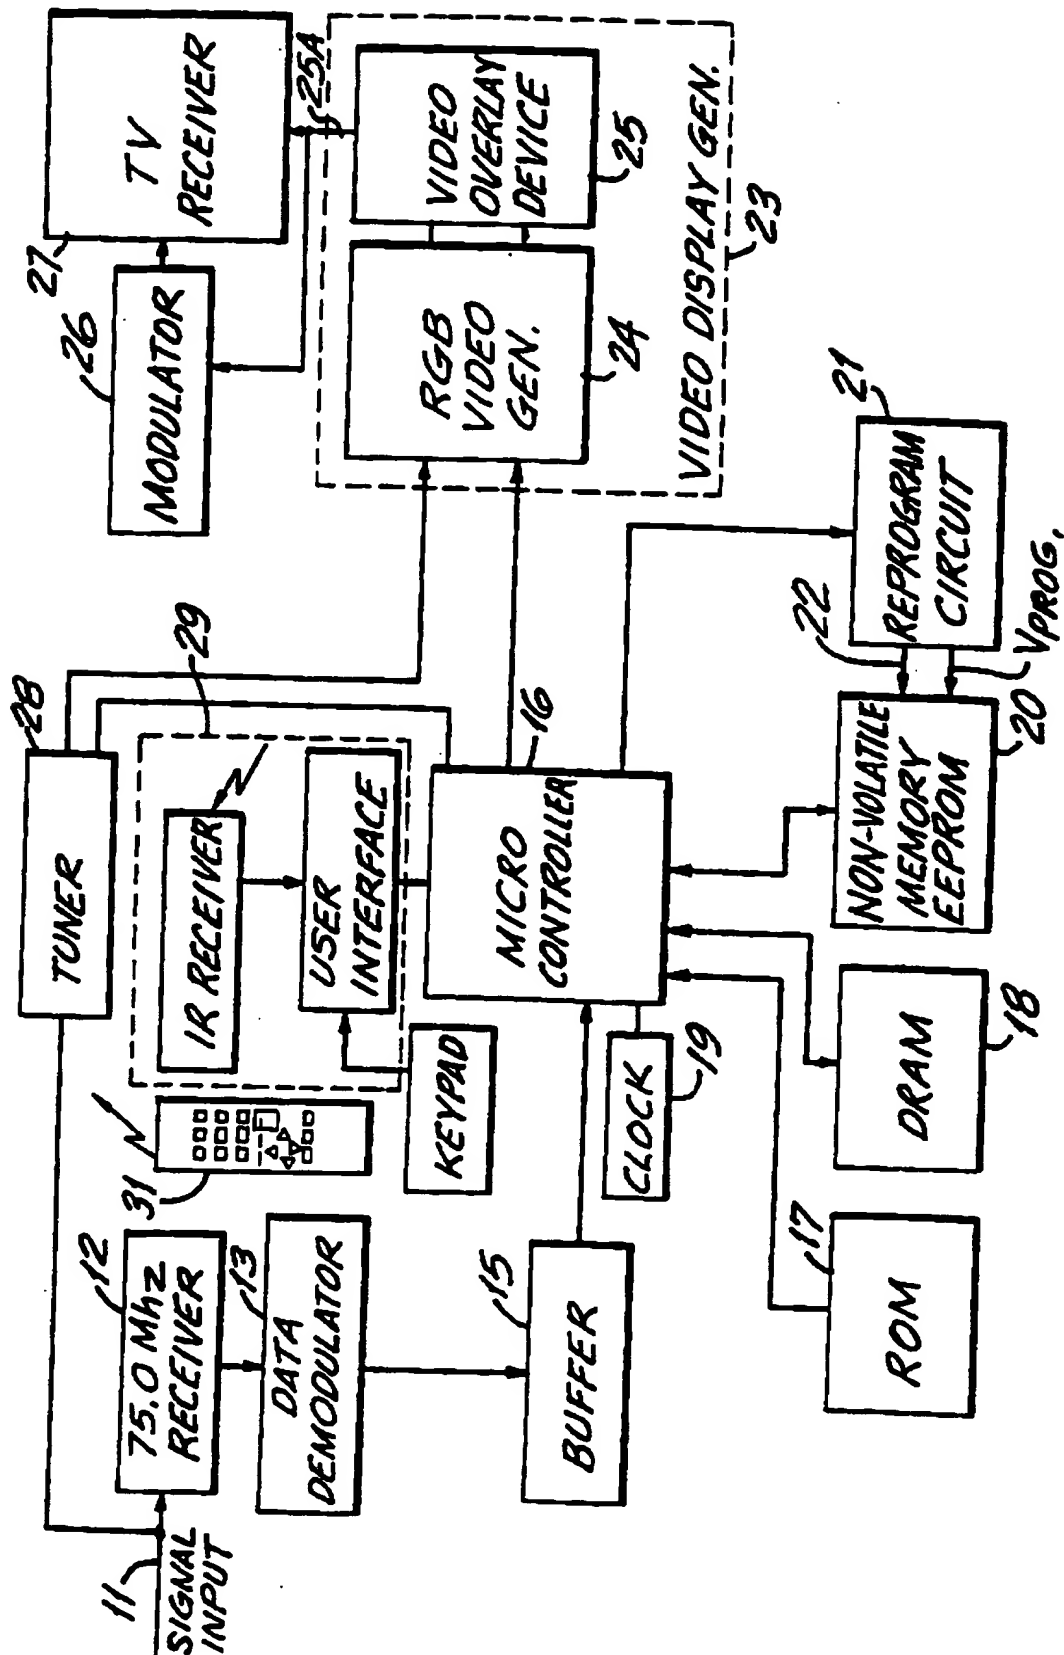 11
SIGNAL
INPUT
12
75.0 Mhz
RECEIVER
13
DATA
DEMODULATOR
15
BUFFER
17
ROM
31
KEYPAD
CLOCK
19
DRAM
18
28
TUNER
29
IR RECEIVER
USER
INTERFACE
16
MICRO
CONTROLLER
NON-VOLATILE
MEMORY
EEPROM
20
22
VPROG.
21
REPROGRAM
CIRCUIT
26
MODULATOR
27
TV
RECEIVER
25A
RGB
VIDEO
GEN.
24
VIDEO
OVERLAY
DEVICE
25
VIDEO DISPLAY GEN.
23